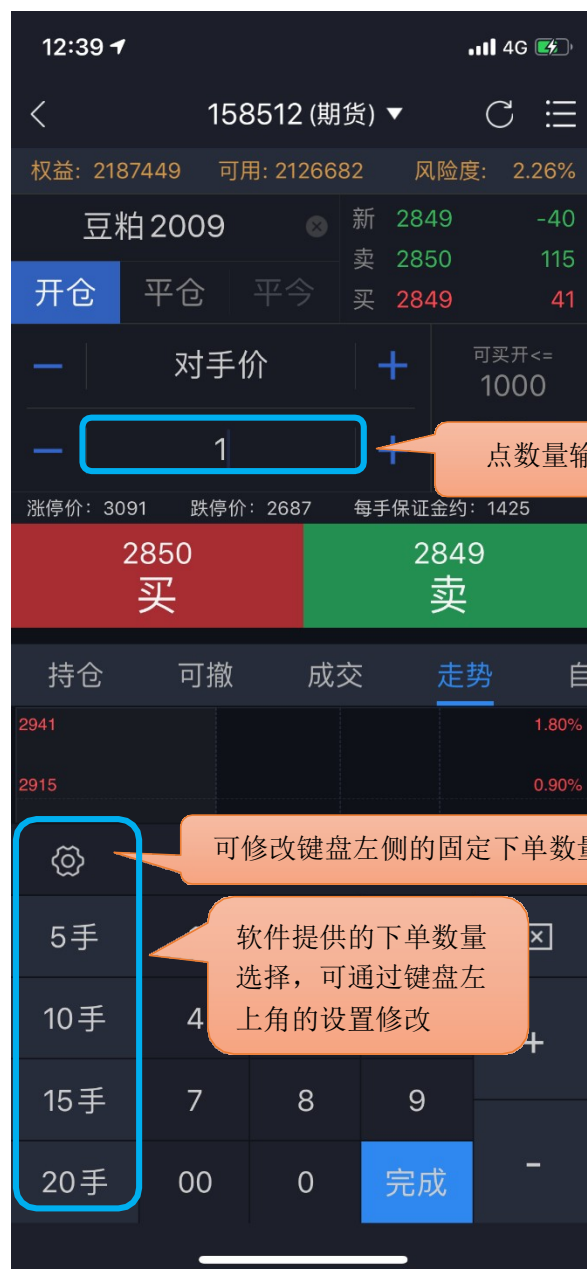 12:39 4G
158512 (期货) ▼
权益: 2187449 可用: 2126682 风险度: 2.26%
豆粕2009 新 2849 -40
卖 2850 115
开仓 平仓 平今 买 2849 41
− 对手价 + 可买开<=
1000
− 1 +
点数量输
涨停价: 3091 跌停价: 2687 每手保证金约: 1425
2850 2849
买 卖
持仓 可撤 成交 走势
2941 1.80%
2915 0.90%
可修改键盘左侧的固定下单数量
5手
软件提供的下单数量
选择，可通过键盘左
上角的设置修改
10手 4 +
15手 7 8 9
20手 00 0 完成 -